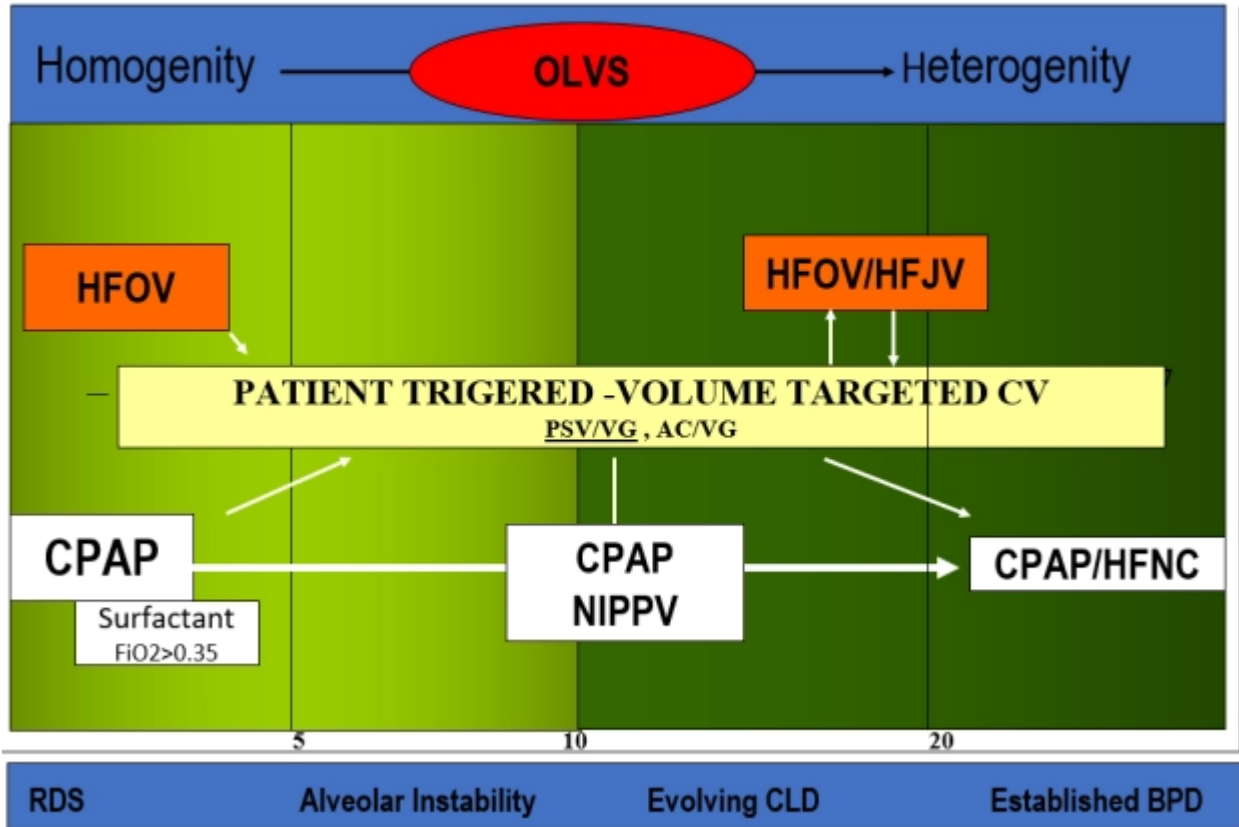 Homogenity
OLVS
Heterogenity
HFOV
HFOV/HFJV
PATIENT TRIGERED -VOLUME TARGETED CV
PSV/VG , AC/VG
CPAP
Surfactant
FiO2>0.35
CPAP
NIPPV
CPAP/HFNC
5
10
20
RDS
Alveolar Instability
Evolving CLD
Established BPD